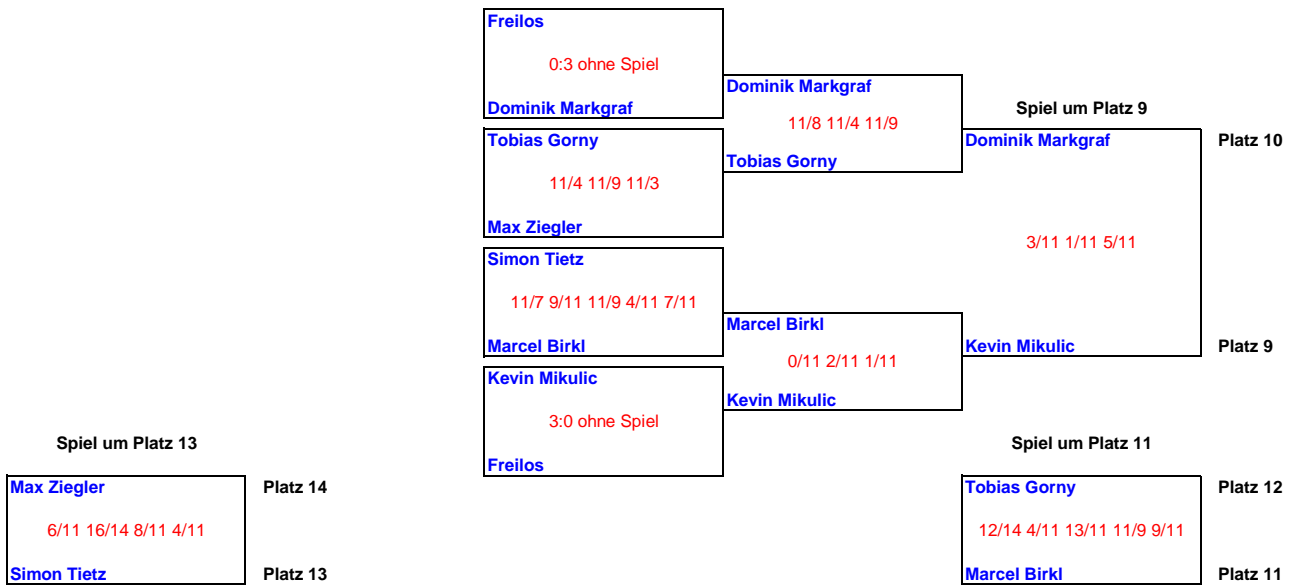 Freilos
0:3 ohne Spiel
Dominik Markgraf
Tobias Gorny
11/4 11/9 11/3
Max Ziegler
Simon Tietz
11/7 9/11 11/9 4/11 7/11
Marcel Birkl
Kevin Mikulic
3:0 ohne Spiel
Freilos
Dominik Markgraf
11/8 11/4 11/9
Tobias Gorny
Marcel Birkl
0/11 2/11 1/11
Kevin Mikulic
Spiel um Platz 9
Dominik Markgraf Platz 10
3/11 1/11 5/11
Kevin Mikulic Platz 9
Spiel um Platz 13
Max Ziegler Platz 14
6/11 16/14 8/11 4/11
Simon Tietz Platz 13
Spiel um Platz 11
Tobias Gorny Platz 12
12/14 4/11 13/11 11/9 9/11
Marcel Birkl Platz 11